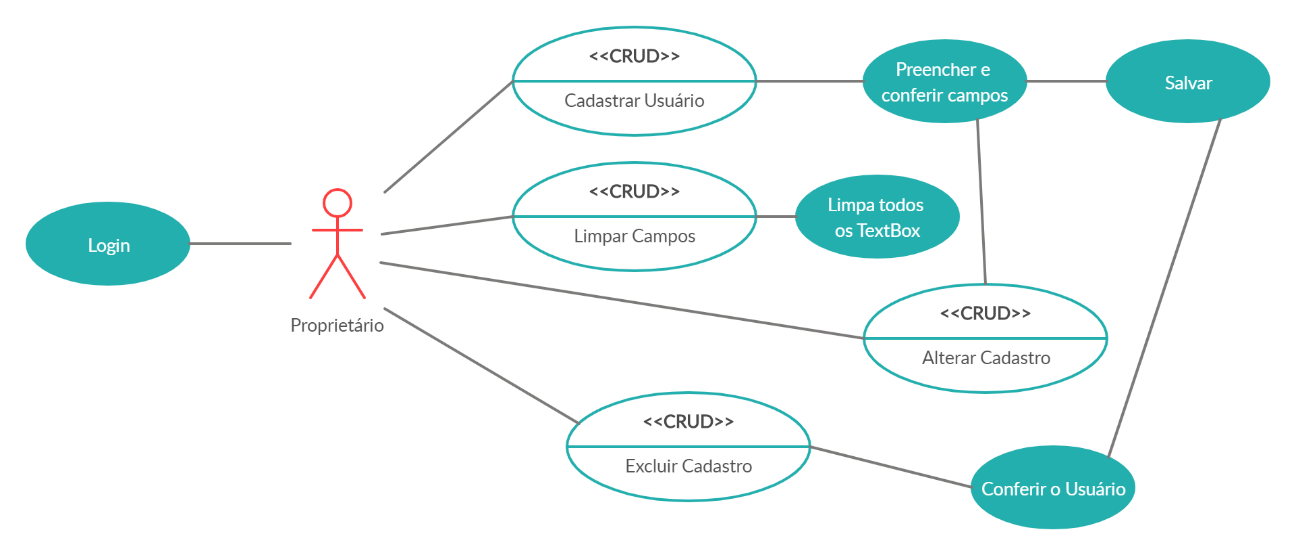 <<CRUD>>
Cadastrar Usuário
Preencher e
conferir campos
Salvar
<<CRUD>>
Limpar Campos
Limpa todos
os TextBox
Login
Proprietário
<<CRUD>>
Alterar Cadastro
<<CRUD>>
Excluir Cadastro
Conferir o Usuário